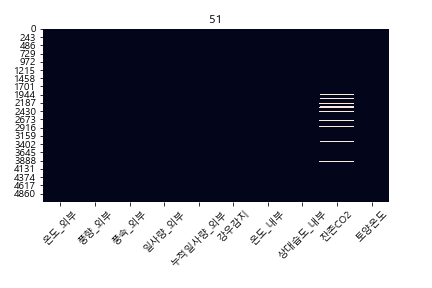 51
0
243
486
729
972
1215
1458
1701
1944
2187
2430
2673
2916
3159
3402
3645
3888
4131
4374
4617
4860
온도_외부
풍향_외부
풍속_외부
일사량_외부
누적일사량_외부
강우감지
온도_내부
상대습도_내부
잔존CO2
토양온도